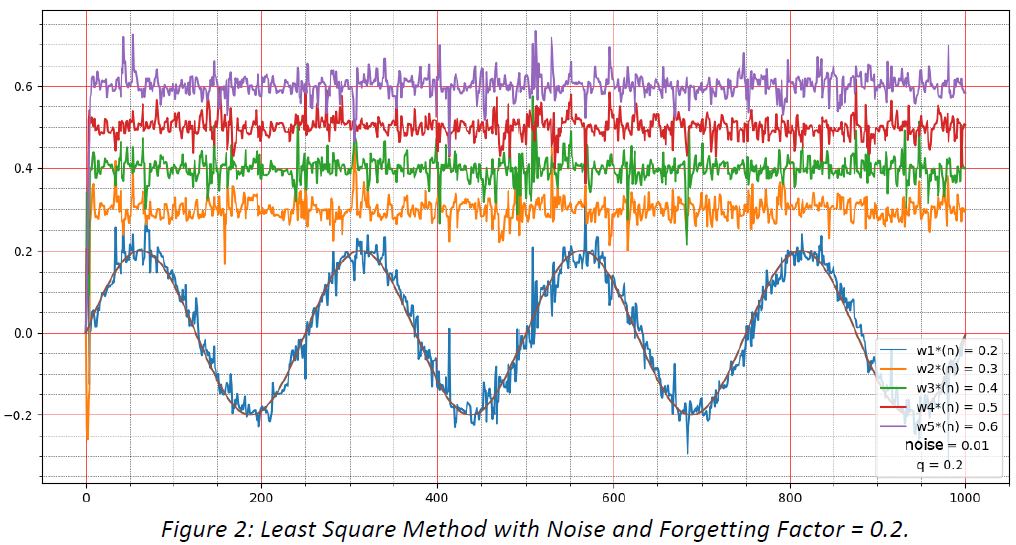 0.6
0.4
0.2
0.0
−0.2
0 200 400 600 800 1000
w1*(n) = 0.2
w2*(n) = 0.3
w3*(n) = 0.4
w4*(n) = 0.5
w5*(n) = 0.6
noise = 0.01
q = 0.2
Figure 2: Least Square Method with Noise and Forgetting Factor = 0.2.